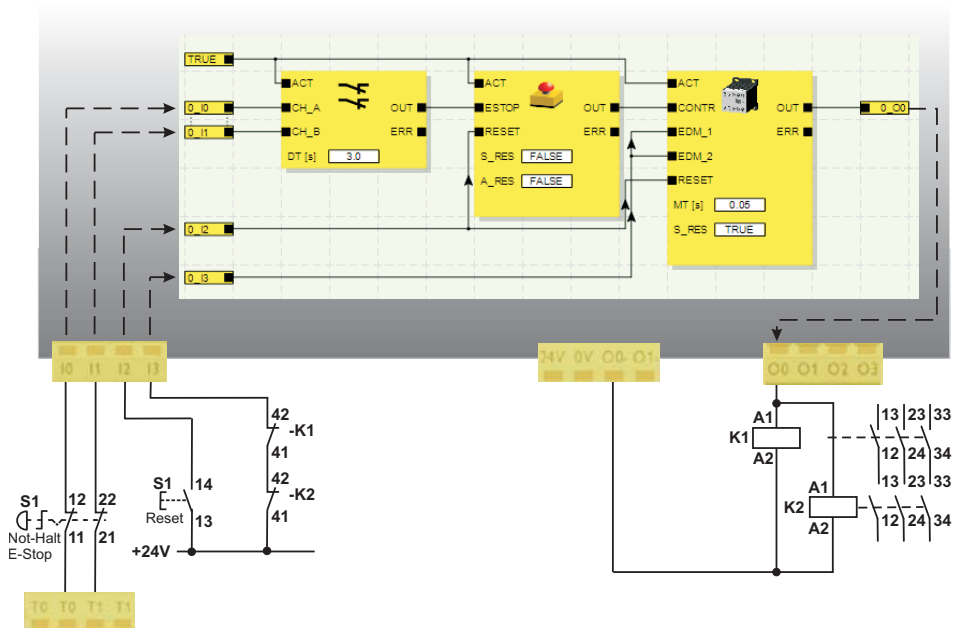 TRUE
ACT
ACT
ACT
0_I0
CH_A
OUT
ESTOP
OUT
CONTR
OUT
0_O0
0_I1
CH_B
ERR
RESET
ERR
EDM_1
ERR
DT [s]
3.0
S_RES
FALSE
EDM_2
A_RES
FALSE
RESET
MT [s]
0.05
0_I2
S_RES
TRUE
0_I3
I0 I1 I2 I3
24V 0V O0- O1-
O0 O1 O2 O3
42
-K1
41
42
-K2
41
A1
K1
A2
13 23 33
12 24 34
13 23 33
A1
K2
A2
12 24 34
S1
12 22
Not-Halt
E-Stop
11 21
S1
14
Reset
13
+24V
T0 T0 T1 T1